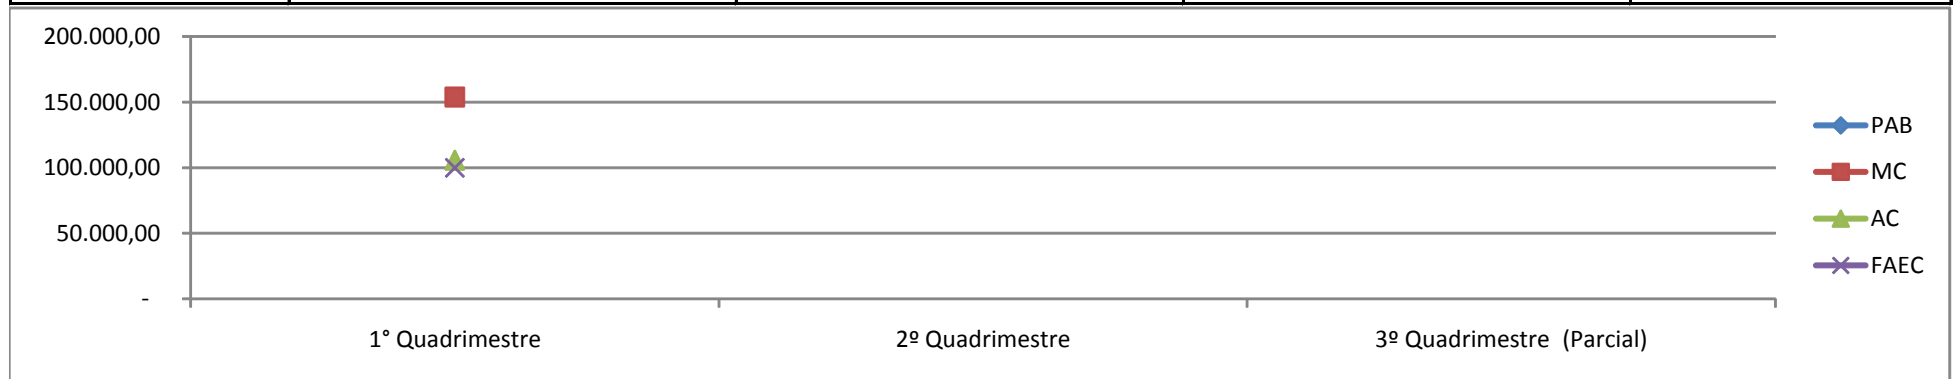 200.000,00
150.000,00
100.000,00
50.000,00
-
1° Quadrimestre
2º Quadrimestre
3º Quadrimestre (Parcial)
PAB
MC
AC
FAEC